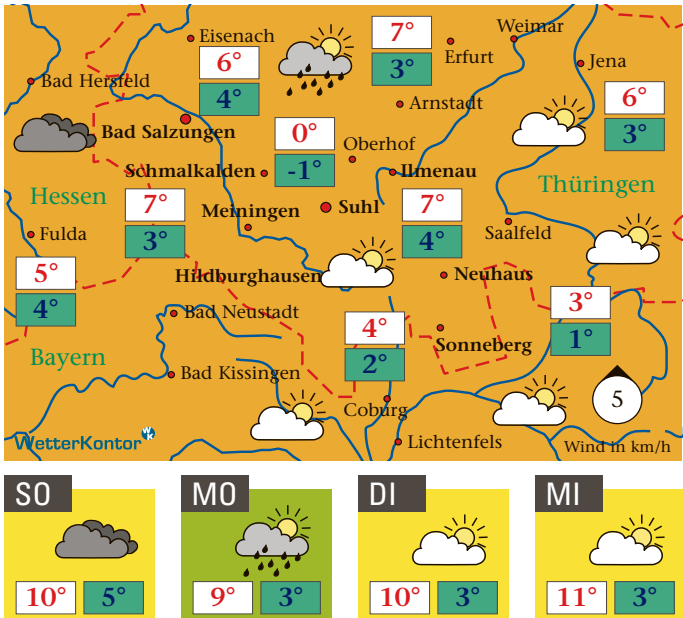 Eisenach
6°
4°
7°
3°
Weimar
Erfurt
Jena
Bad Hersfeld
Arnstadt
6°
3°
Bad Salzungen
0°
-1°
Oberhof
Schmalkalden
Ilmenau
Thüringen
Hessen
7°
3°
Meiningen
Suhl
7°
4°
Saalfeld
Fulda
5°
4°
Hildburghausen
Neuhaus
3°
1°
Bad Neustadt
4°
2°
Sonneberg
Bayern
Bad Kissingen
5
Coburg
WetterKontor
WK
Lichtenfels
Wind in km/h
SO
10° 5°
MO
9° 3°
DI
10° 3°
MI
11° 3°